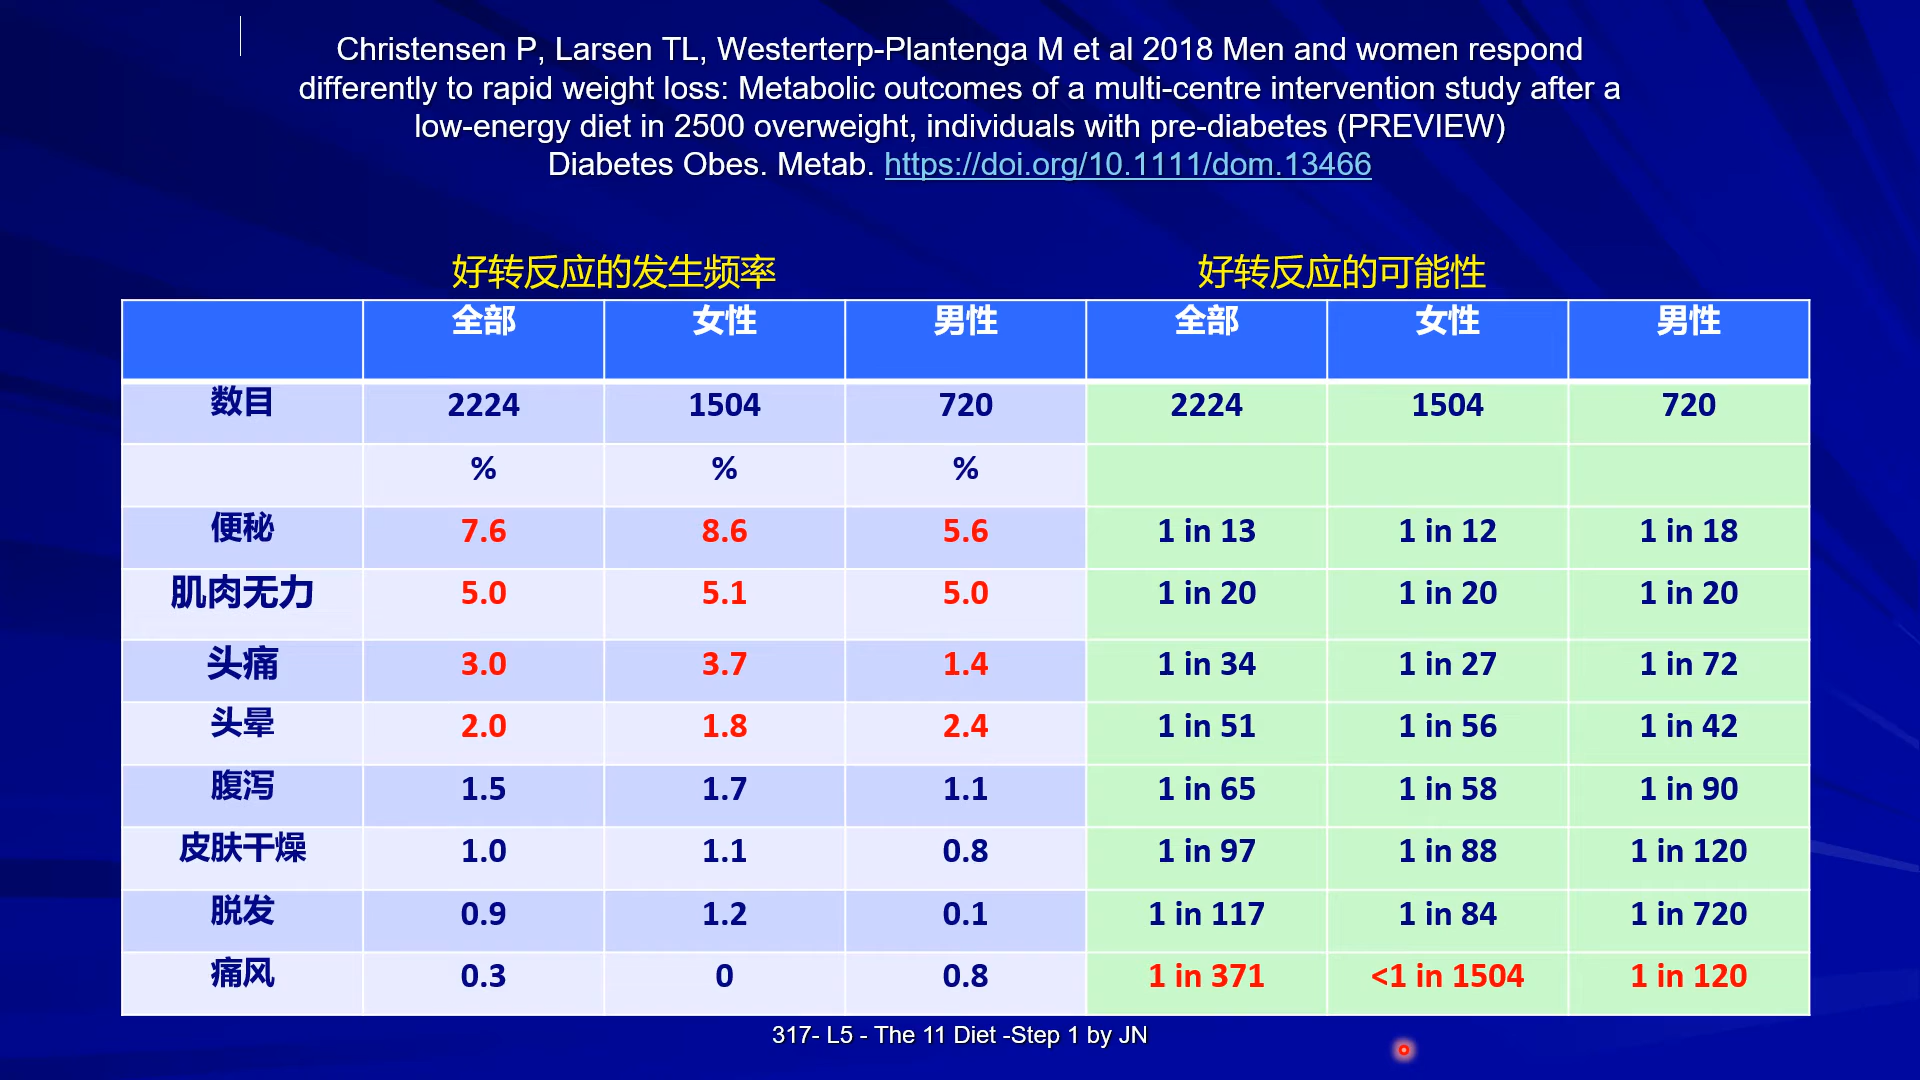 Christensen P, Larsen TL, Westerterp-Plantenga M et al 2018 Men and women respond
differently to rapid weight loss: Metabolic outcomes of a multi-centre intervention study after a
low-energy diet in 2500 overweight, individuals with pre-diabetes (PREVIEW)
Diabetes Obes. Metab. https://doi.org/10.1111/dom.13466
好转反应的发生频率 好转反应的可能性
全部 女性 男性 全部 女性 男性
数目 2224 1504 720 2224 1504 720
% % %
便秘 7.6 8.6 5.6 1 in 13 1 in 12 1 in 18
肌肉无力 5.0 5.1 5.0 1 in 20 1 in 20 1 in 20
头痛 3.0 3.7 1.4 1 in 34 1 in 27 1 in 72
头晕 2.0 1.8 2.4 1 in 51 1 in 56 1 in 42
腹泻 1.5 1.7 1.1 1 in 65 1 in 58 1 in 90
皮肤干燥 1.0 1.1 0.8 1 in 97 1 in 88 1 in 120
脱发 0.9 1.2 0.1 1 in 117 1 in 84 1 in 720
痛风 0.3 0 0.8 1 in 371 <1 in 1504 1 in 120
317- L5 - The 11 Diet -Step 1 by JN